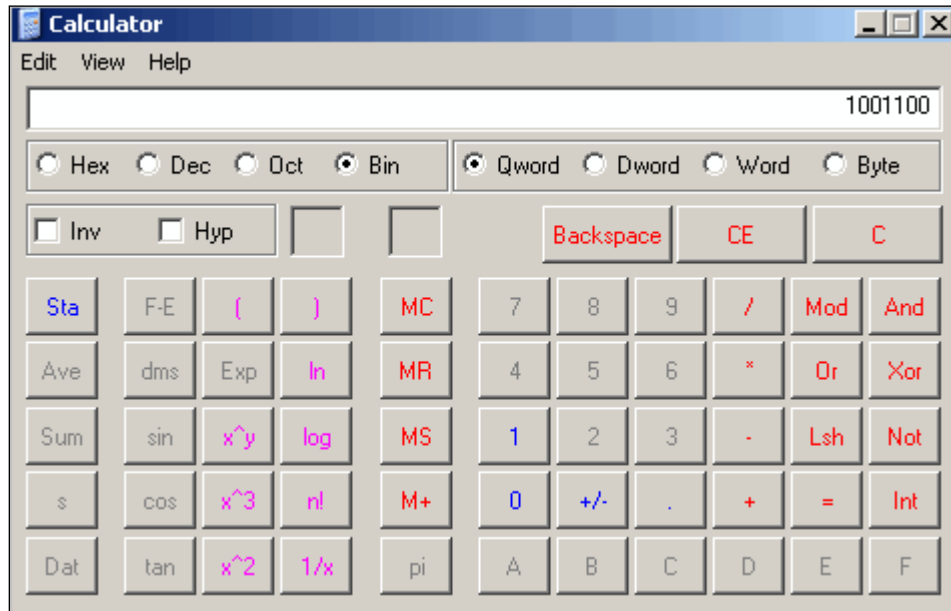 Calculator
Edit View Help
1001100
Hex Dec Oct Bin Qword Dword Word Byte
Inv Hyp Backspace CE C
Sta F-E ( ) MC 7 8 9 / Mod And
Ave dms Exp ln MR 4 5 6 * Or Xor
Sum sin x^y log MS 1 2 3 - Lsh Not
s cos x^3 n! M+ 0 +/- . + = Int
Dat tan x^2 1/x pi A B C D E F